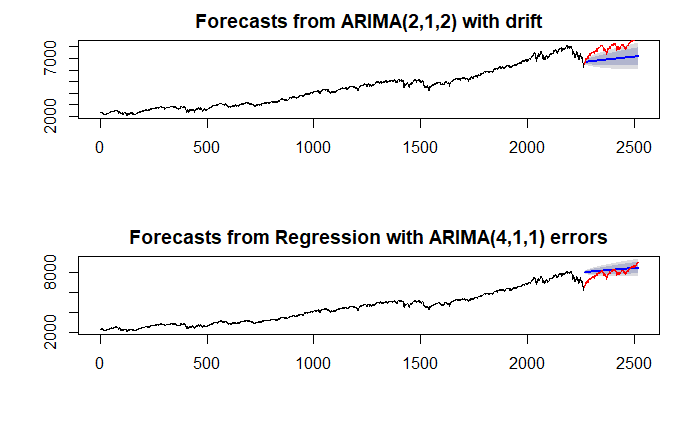 Forecasts from ARIMA(2,1,2) with drift
7000
2000
0 500 1000 1500 2000 2500
Forecasts from Regression with ARIMA(4,1,1) errors
8000
2000
0 500 1000 1500 2000 2500